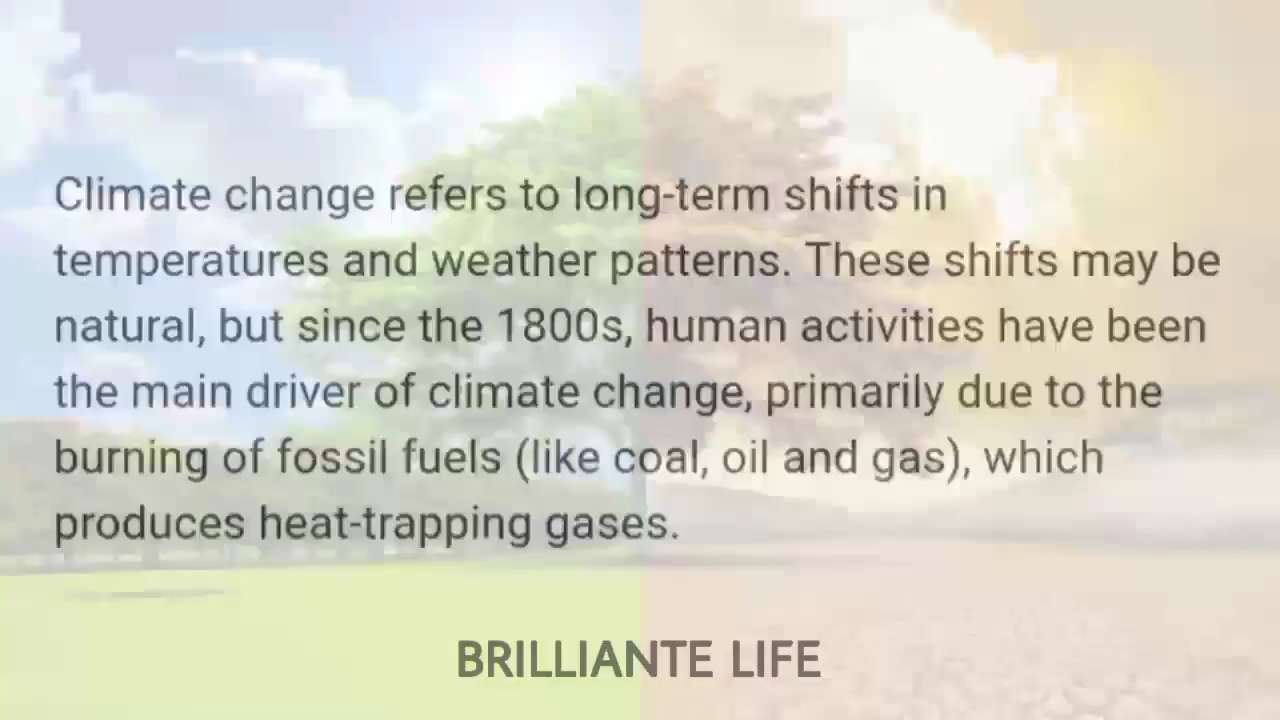 Climate change refers to long-term shifts in
temperatures and weather patterns. These shifts may be
natural, but since the 1800s, human activities have been
the main driver of climate change, primarily due to the
burning of fossil fuels (like coal, oil and gas), which
produces heat-trapping gases.
BRILLIANTE LIFE